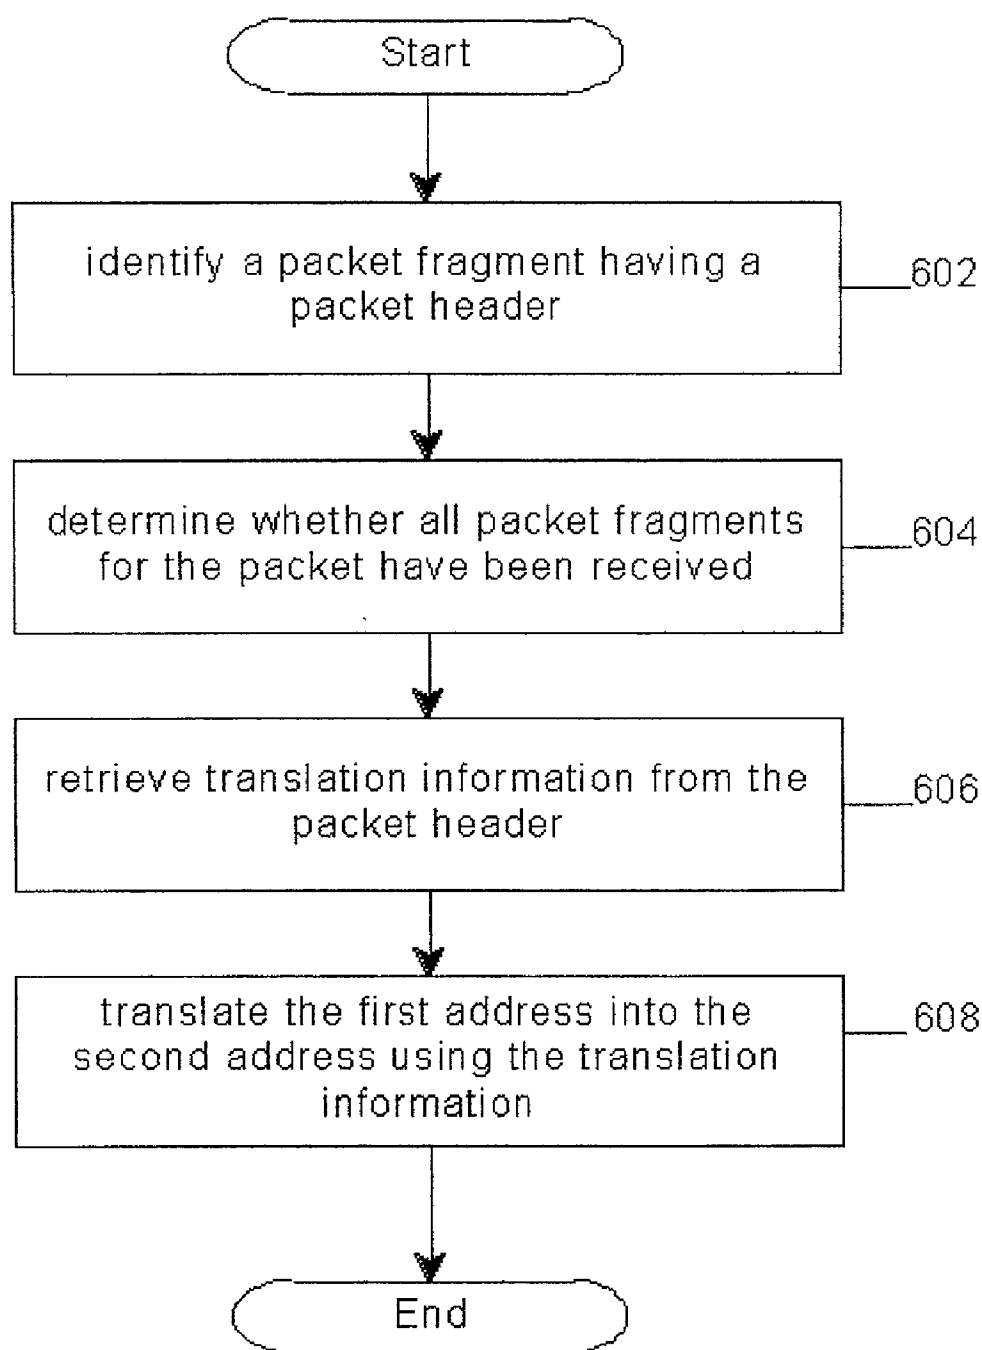 Start
identify a packet fragment having a
packet header
602
determine whether all packet fragments
for the packet have been received
604
retrieve translation information from the
packet header
606
translate the first address into the
second address using the translation
information
608
End